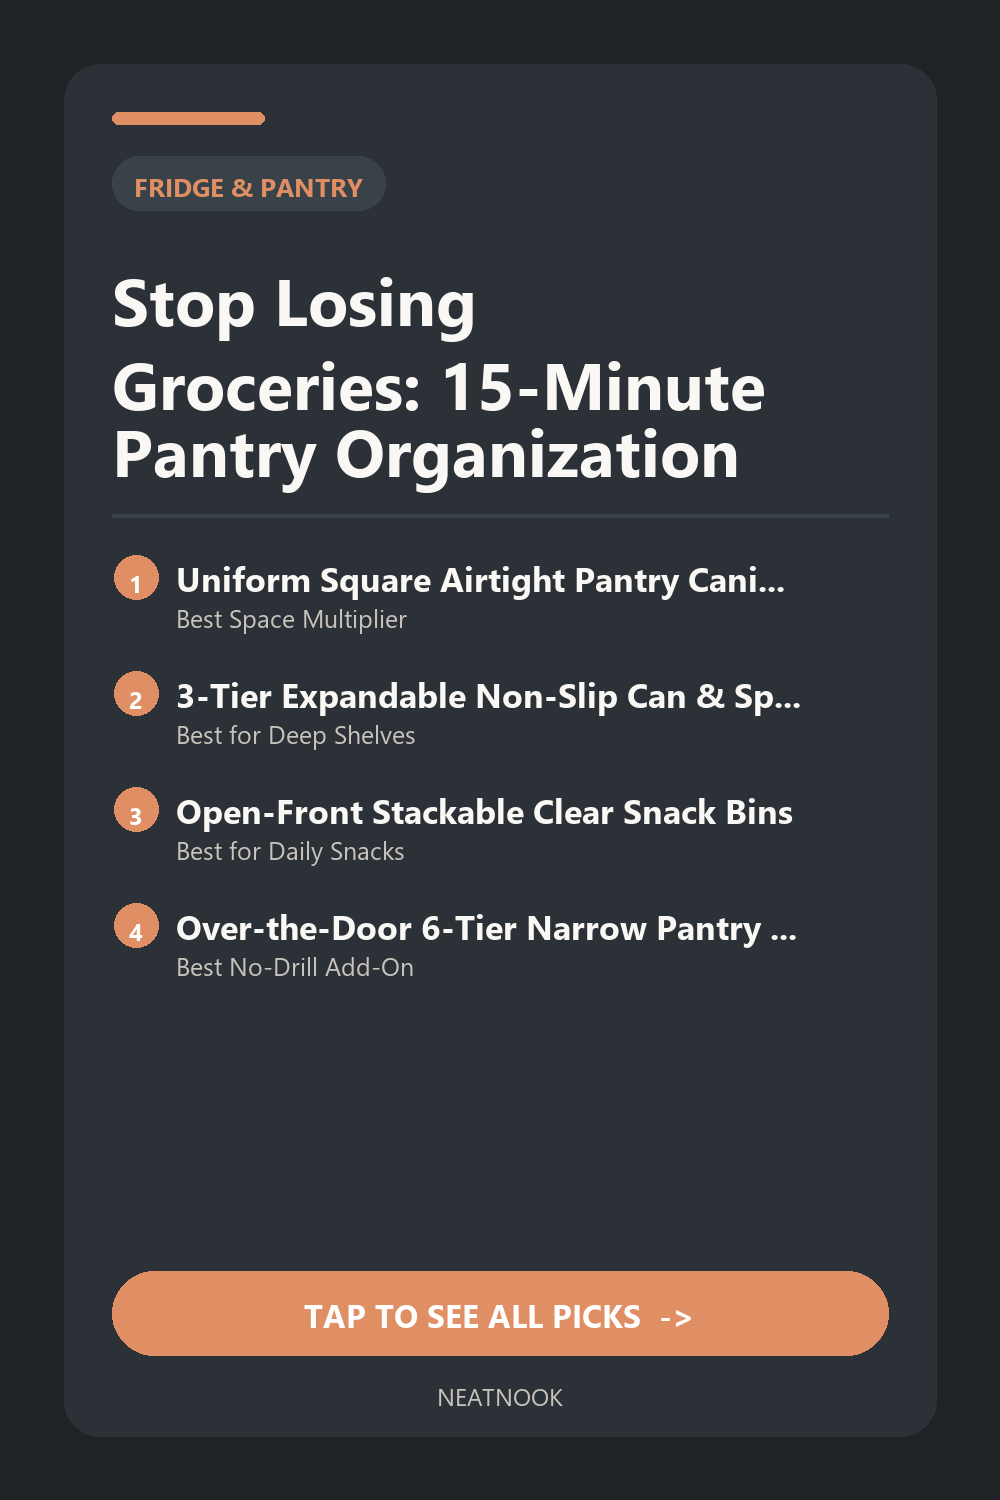 FRIDGE & PANTRY
Stop Losing
Groceries: 15-Minute
Pantry Organization
1 Uniform Square Airtight Pantry Cani...
Best Space Multiplier
2 3-Tier Expandable Non-Slip Can & Sp...
Best for Deep Shelves
3 Open-Front Stackable Clear Snack Bins
Best for Daily Snacks
4 Over-the-Door 6-Tier Narrow Pantry ...
Best No-Drill Add-On
TAP TO SEE ALL PICKS ->
NEATNOOK